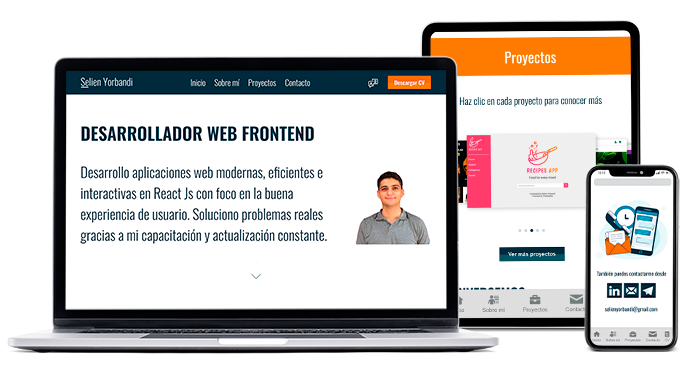 Selien Yorbandi
Inicio Sobre mí Proyectos Contacto
Descargar CV
DESARROLLADOR WEB FRONTEND
Desarrollo aplicaciones web modernas, eficientes e
interactivas en React Js con foco en la buena
experiencia de usuario. Soluciono problemas reales
gracias a mi capacitación y actualización constante.
Proyectos
Haz clic en cada proyecto para conocer más
RECIPES APP
Ver más proyectos
Sobre mí Proyectos Contacto
También puedes contactarme desde
in
selienyorbandi@gmail.com
Inicio Sobre mí Proyectos Contacto CV